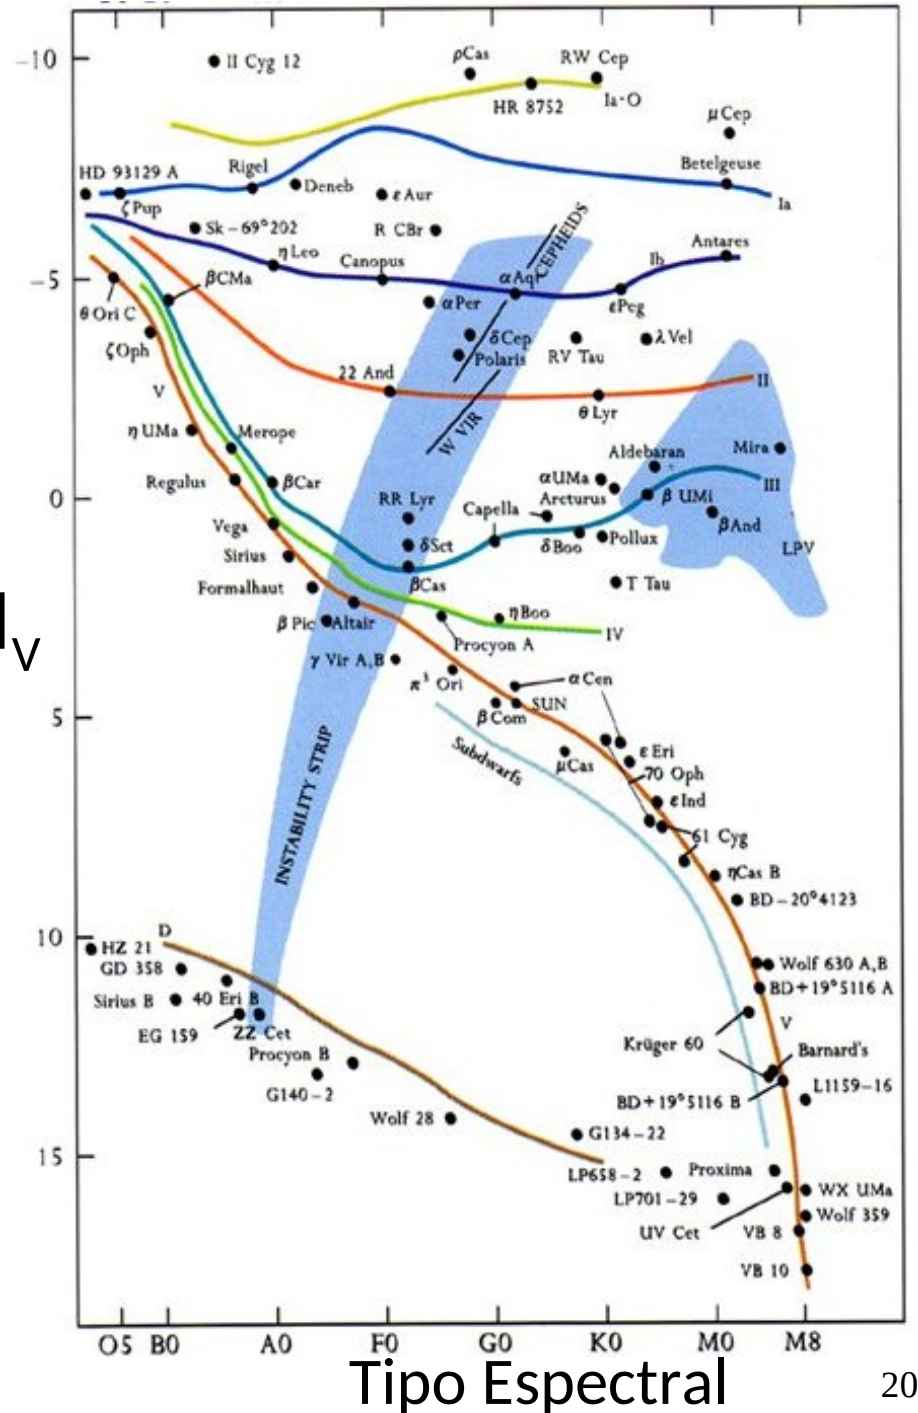 -10
II Cyg 12
ρCas
RW Cep
HR 8752
Ia-O
μCep
HD 93129 A
Rigel
Deneb
εAur
Betelgeuse
Ia
ζPup
Sk-69°202
R CBr
CEPHEIDS
ηLeo
Canopus
αAqr
Ib
Antares
-5
βCMa
αPer
εPeg
θ Ori C
δCep
λVel
ζOph
Polaris
RV Tau
22 And
II
V
θ Lyr
W VIR
η UMa
Merope
Aldebaran
Mira
Regulus
βCar
αUMa
III
0
RR Lyr
Capella
Arcturus
β UMi
Vega
βAnd
δSct
δBoo
Pollux
LPV
Sirius
Formalhaut
βCas
T Tau
β Pic
Altair
ηBoo
IV
Procyon A
γ Vir A,B
π³ Ori
αCen
SUN
5
βCom
Subdwarfs
μCas
ε Eri
70 Oph
εInd
INSTABILITY STRIP
61 Cyg
ηCas B
BD-20°4123
10
D
HZ 21
GD 358
Wolf 630 A,B
Sirius B
40 Eri B
BD+19°5116 A
EG 159
ZZ Cet
V
Procyon B
Krüger 60
Barnard's
G140-2
L1159-16
BD+19°5116 B
Wolf 28
G134-22
15
LP658-2
Proxima
LP701-29
WX UMa
Wolf 359
UV Cet
VB 8
VB 10
V
O5 B0 A0 F0 G0 K0 M0 M8
Tipo Espectral
20